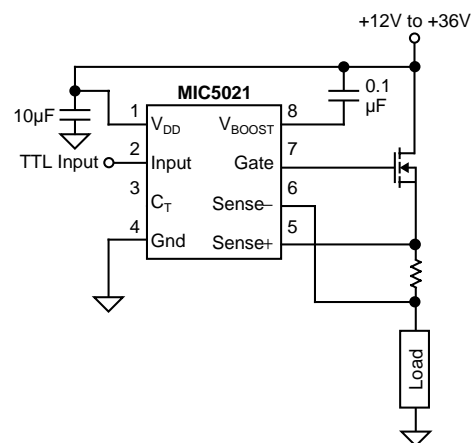 +12V to +36V
MIC5021
0.1
µF
10µF
1
VDD
VBOOST
8
TTL Input
2
Input
Gate
7
3
CT
Sense−
6
4
Gnd
Sense+
5
Load